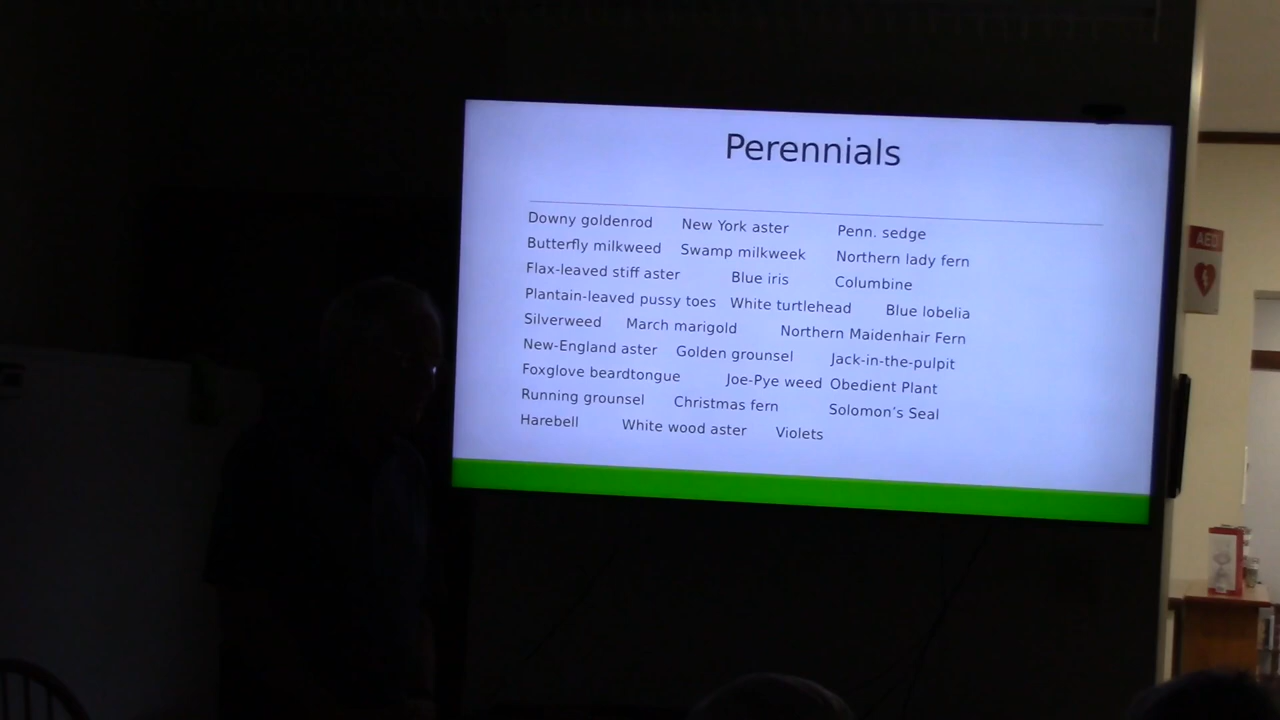 Perennials
Downy goldenrod New York aster Penn. sedge
Butterfly milkweed Swamp milkweek Northern lady fern
Flax-leaved stiff aster Blue iris Columbine
Plantain-leaved pussy toes White turtlehead Blue lobelia
Silverweed March marigold Northern Maidenhair Fern
New-England aster Golden grounsel Jack-in-the-pulpit
Foxglove beardtongue Joe-Pye weed Obedient Plant
Running grounsel Christmas fern Solomon's Seal
Harebell White wood aster Violets
AED